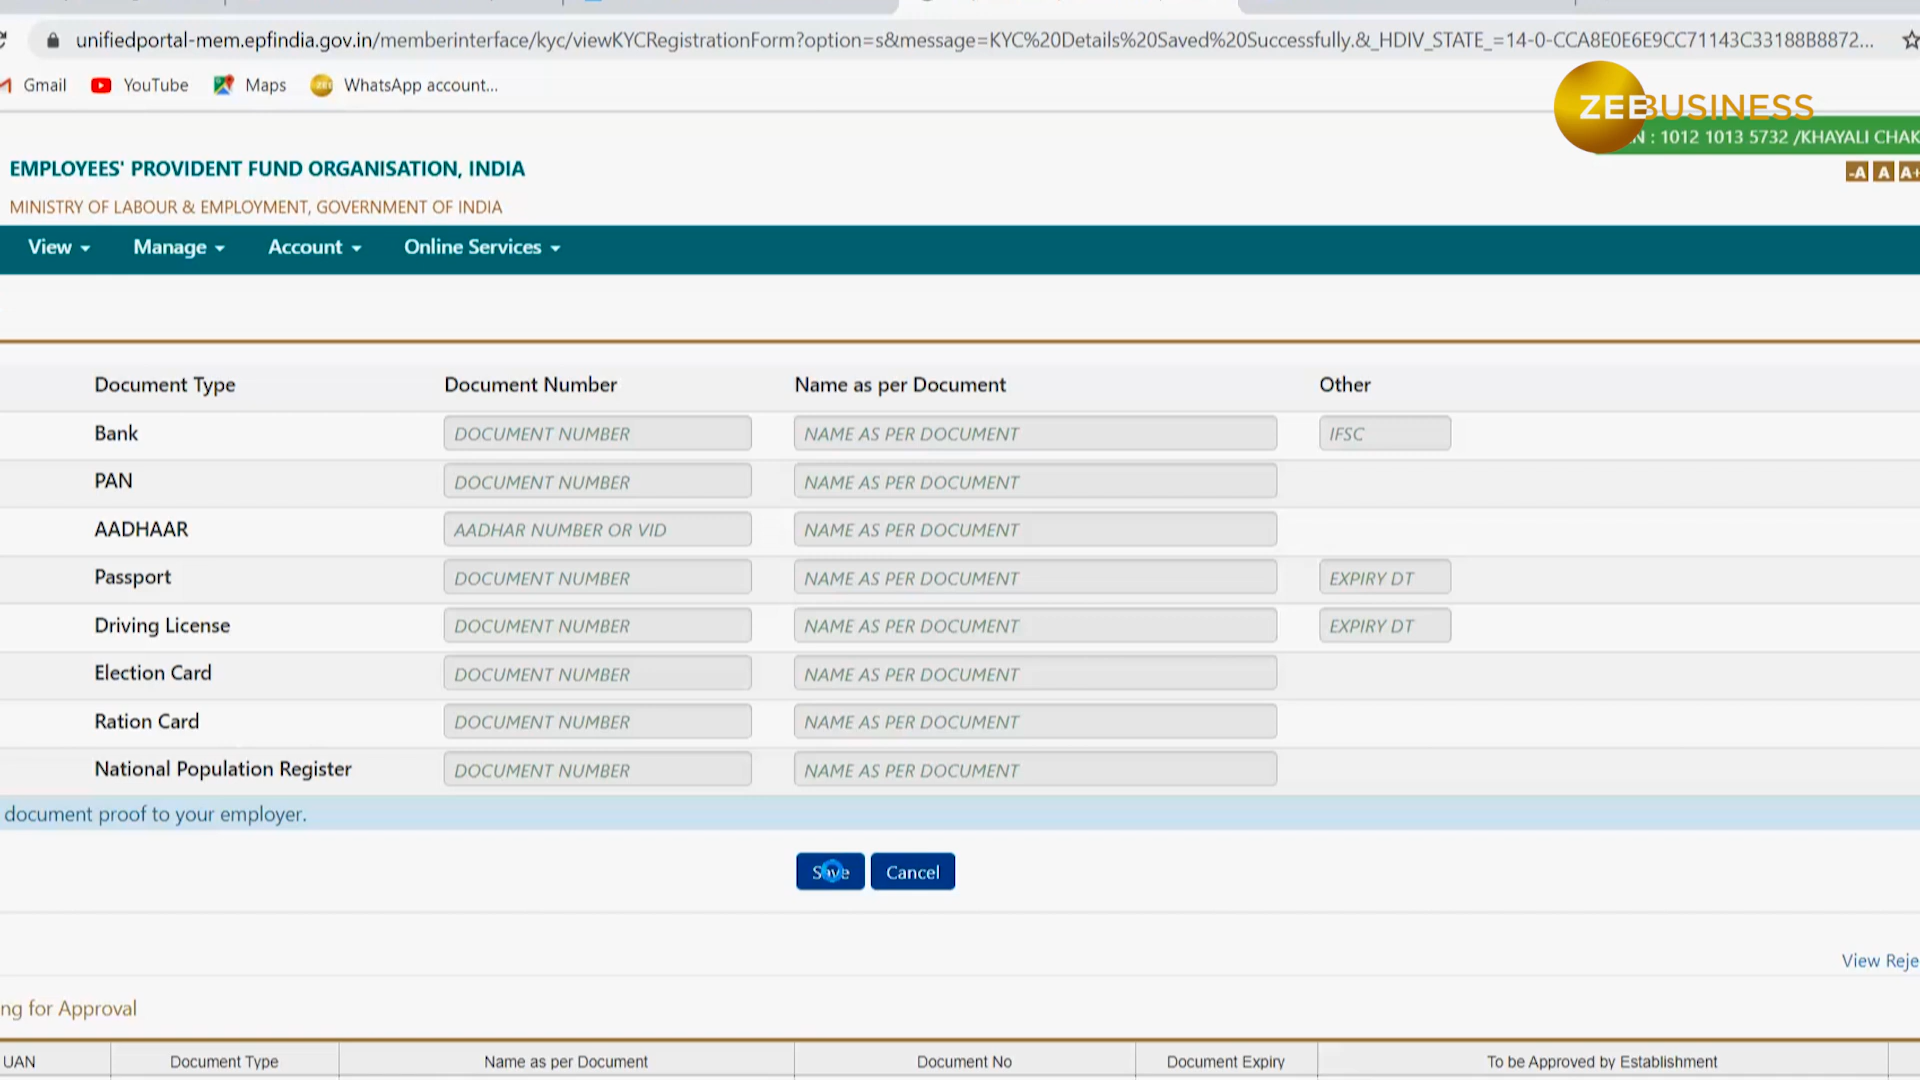 unifiedportal-mem.epfindia.gov.in/memberinterface/kyc/viewKYCRegistrationForm?option=s&message=KYC%20Details%20Saved%20Successfully.&_HDIV_STATE_=14-0-CCA8E0E6E9CC71143C33188B8872...
Gmail YouTube Maps WhatsApp account...
ZEEBUSINESS
N : 1012 1013 5732 /KHAYALI CHAK
EMPLOYEES' PROVIDENT FUND ORGANISATION, INDIA
-A A A+
MINISTRY OF LABOUR & EMPLOYMENT, GOVERNMENT OF INDIA
View Manage Account Online Services
Document Type Document Number Name as per Document Other
Bank DOCUMENT NUMBER NAME AS PER DOCUMENT IFSC
PAN DOCUMENT NUMBER NAME AS PER DOCUMENT
AADHAAR AADHAR NUMBER OR VID NAME AS PER DOCUMENT
Passport DOCUMENT NUMBER NAME AS PER DOCUMENT EXPIRY DT
Driving License DOCUMENT NUMBER NAME AS PER DOCUMENT EXPIRY DT
Election Card DOCUMENT NUMBER NAME AS PER DOCUMENT
Ration Card DOCUMENT NUMBER NAME AS PER DOCUMENT
National Population Register DOCUMENT NUMBER NAME AS PER DOCUMENT
document proof to your employer.
Save Cancel
View Reje
ng for Approval
UAN Document Type Name as per Document Document No Document Expiry To be Approved by Establishment